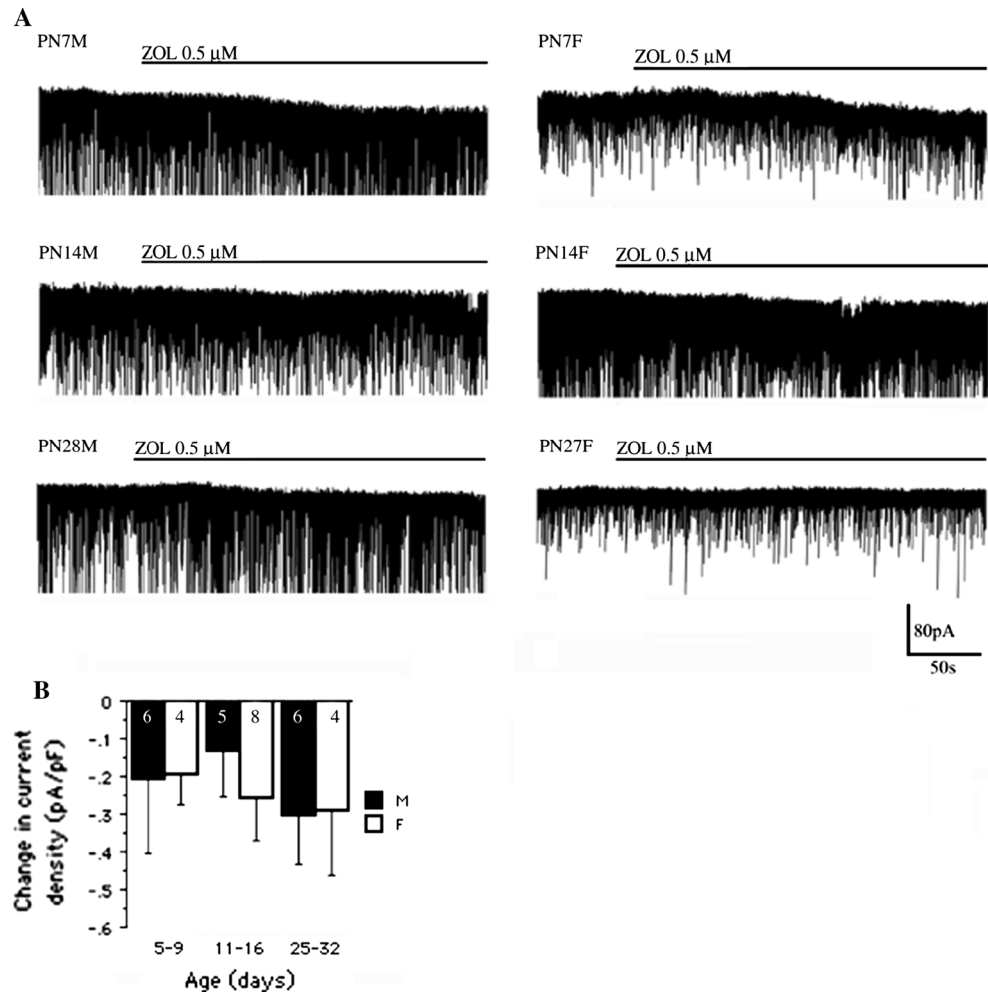 A
PN7M
ZOL 0.5 µM
PN7F
ZOL 0.5 µM
PN14M
ZOL 0.5 µM
PN14F
ZOL 0.5 µM
PN28M
ZOL 0.5 µM
PN27F
ZOL 0.5 µM
80pA
50s
B
Change in current
density (pA/pF)
0
-.1
-.2
-.3
-.4
-.5
-.6
6
4
5
8
6
4
M
F
5-9
11-16
25-32
Age (days)